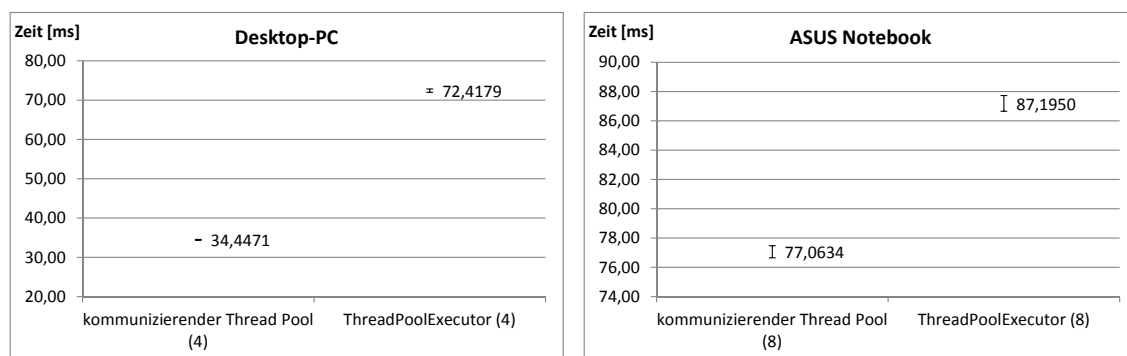 Zeit [ms]
Desktop-PC
80,00
70,00
60,00
50,00
40,00
30,00
20,00
72,4179
34,4471
kommunizierender Thread Pool
(4)
ThreadPoolExecutor (4)
Zeit [ms]
ASUS Notebook
90,00
88,00
86,00
84,00
82,00
80,00
78,00
76,00
74,00
87,1950
77,0634
kommunizierender Thread Pool
(8)
ThreadPoolExecutor (8)